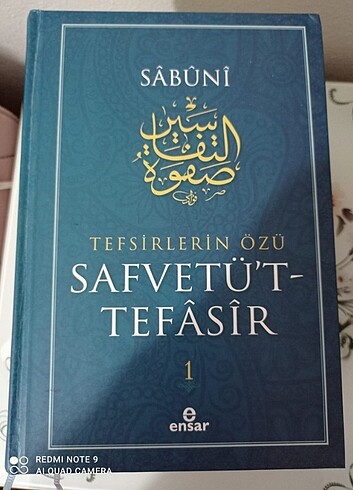 SÂBÛNÎ
صفوة التفاسير
TEFSİRLERİN ÖZÜ
SAFVETÜ'T-
TEFÂSÎR
1
e
ensar
REDMI NOTE 9
AI QUAD CAMERA